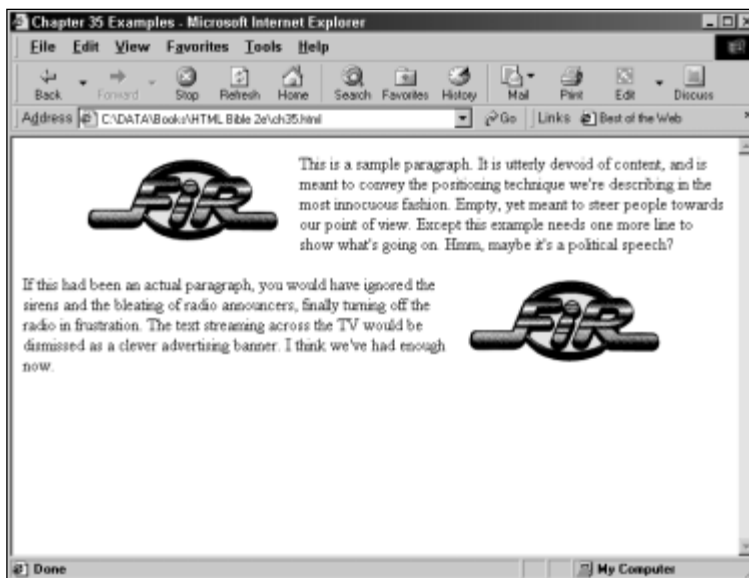 Chapter 35 Examples - Microsoft Internet Explorer
File Edit View Favorites Tools Help
Back Forward Stop Refresh Home Search Favorites History Mail Print Edit Discuss
Address C:\DATA\Books\HTML Bible 2e\ch35.html Go Links Best of the Web
FiR
This is a sample paragraph. It is utterly devoid of content, and is
meant to convey the positioning technique we're describing in the
most innocuous fashion. Empty, yet meant to steer people towards
our point of view. Except this example needs one more line to
show what's going on. Hmm, maybe it's a political speech?
If this had been an actual paragraph, you would have ignored the
sirens and the bleating of radio announcers, finally turning off the
radio in frustration. The text streaming across the TV would be
dismissed as a clever advertising banner. I think we've had enough
now.
FiR
Done My Computer